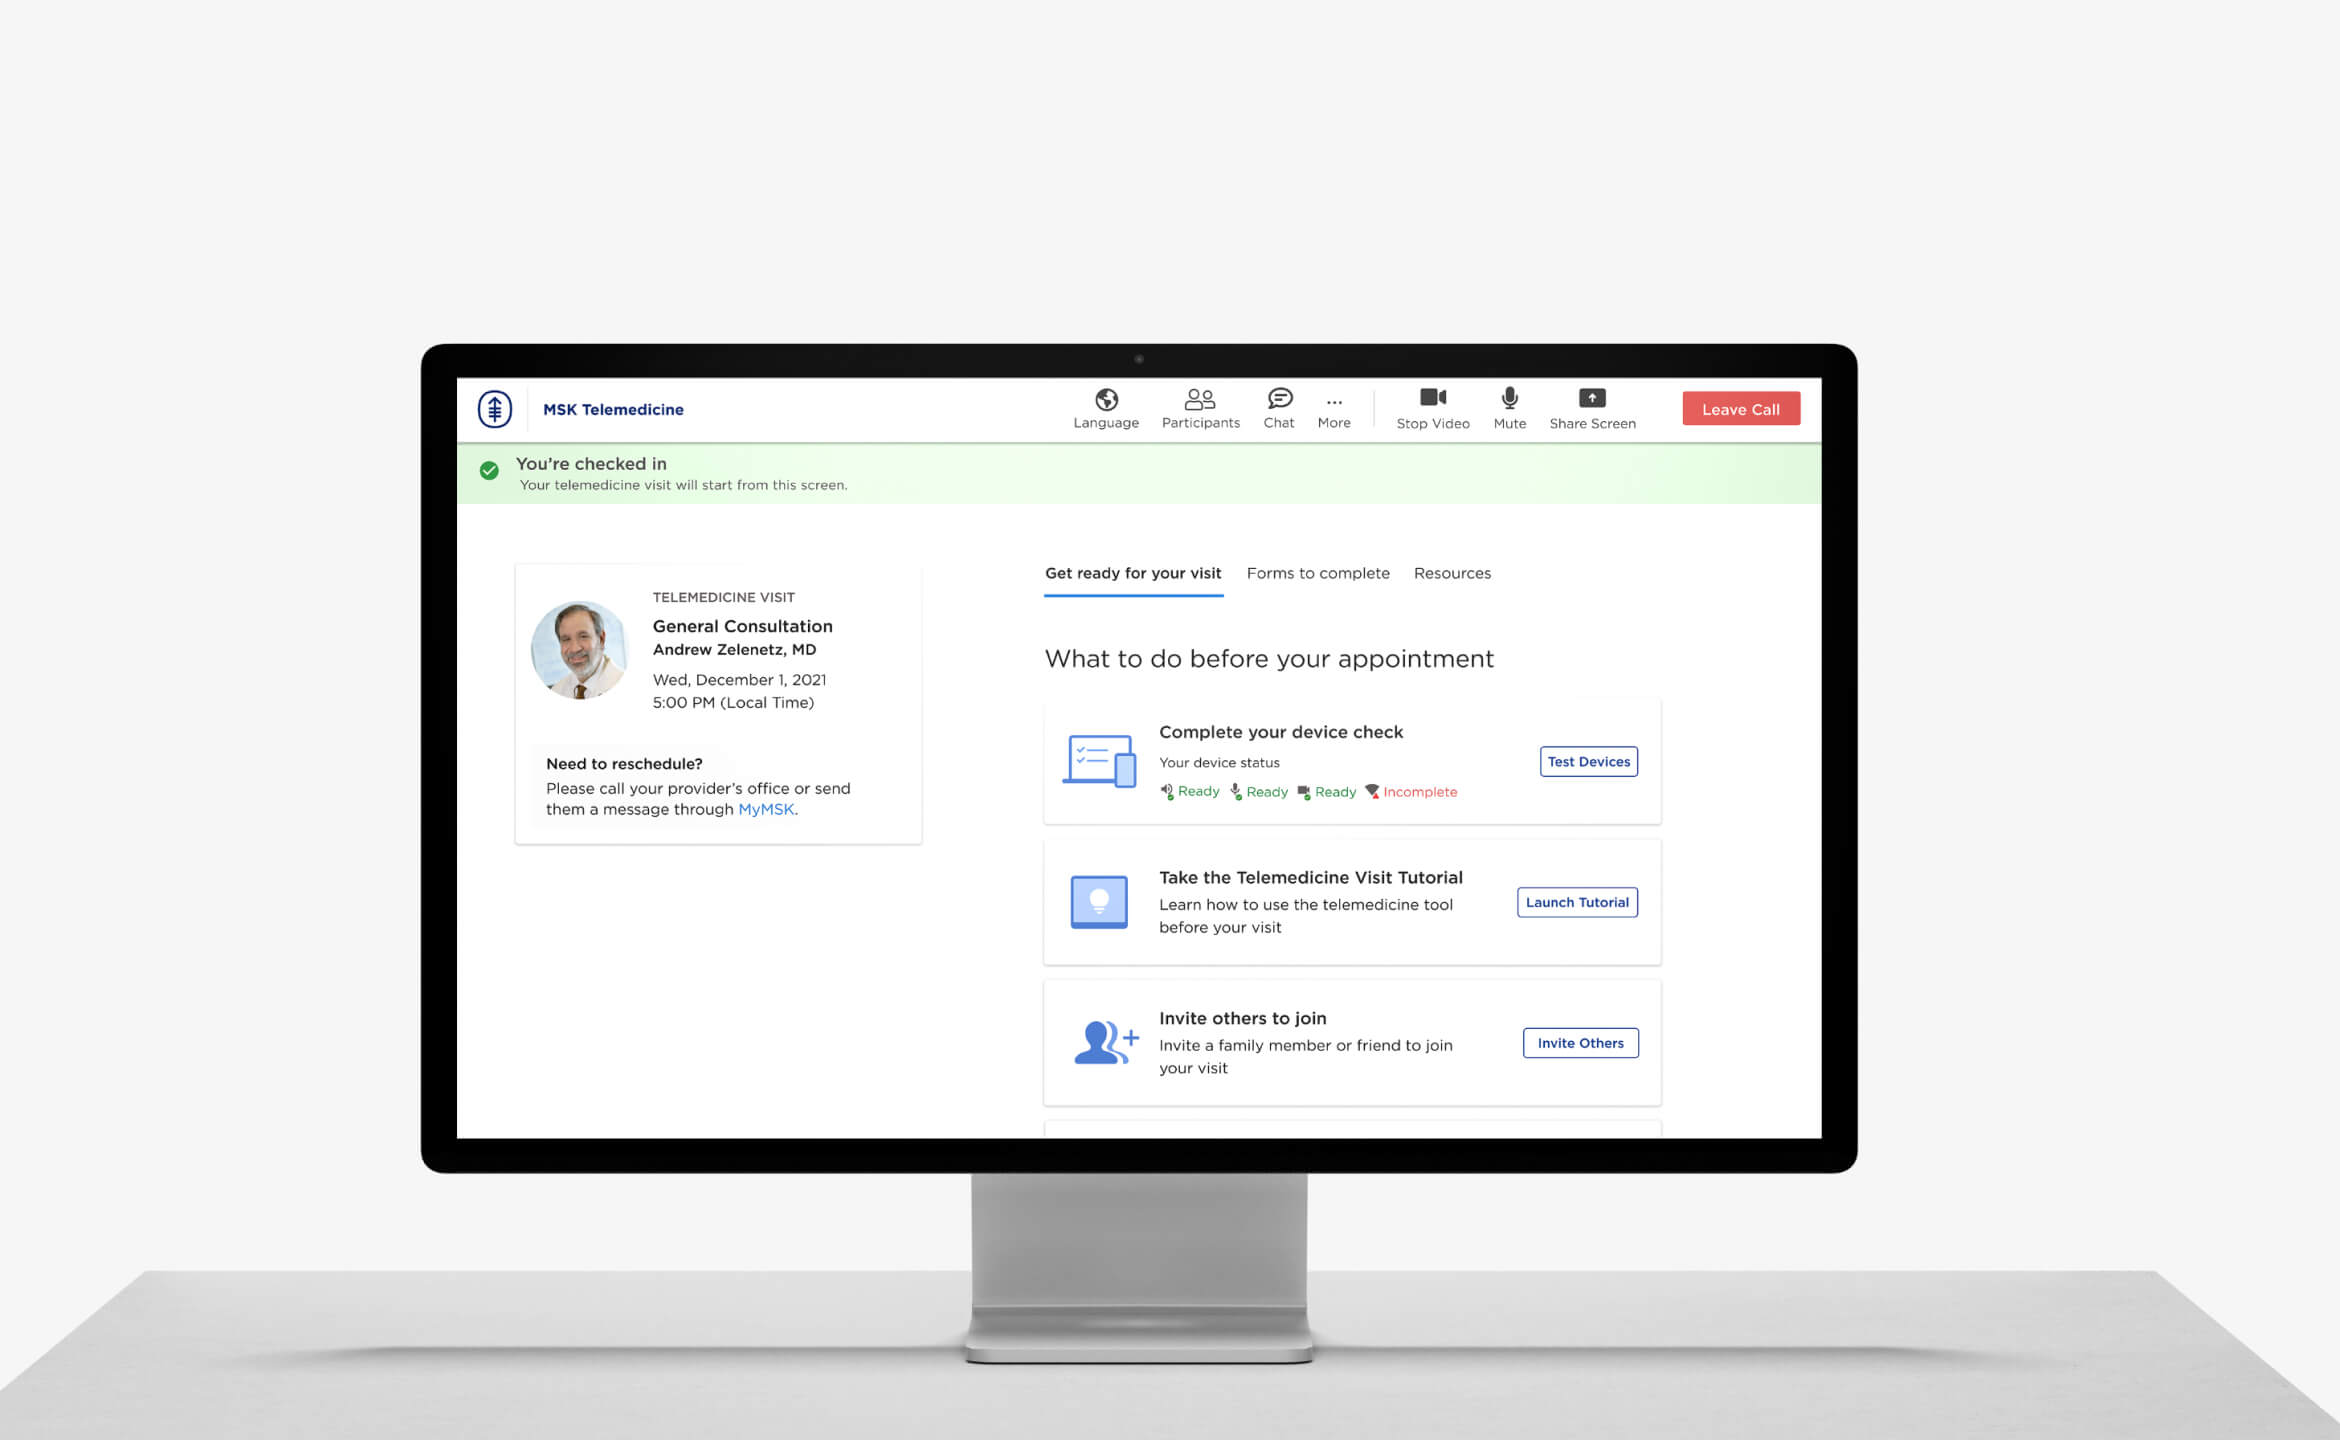 MSK Telemedicine
Language
Participants
Chat
More
Stop Video
Mute
Share Screen
Leave Call
You're checked in
Your telemedicine visit will start from this screen.
TELEMEDICINE VISIT
General Consultation
Andrew Zelenetz, MD
Wed, December 1, 2021
5:00 PM (Local Time)
Need to reschedule?
Please call your provider's office or send
them a message through MyMSK.
Get ready for your visit
Forms to complete
Resources
What to do before your appointment
Complete your device check
Your device status
Ready
Ready
Ready
Incomplete
Test Devices
Take the Telemedicine Visit Tutorial
Learn how to use the telemedicine tool
before your visit
Launch Tutorial
Invite others to join
Invite a family member or friend to join
your visit
Invite Others